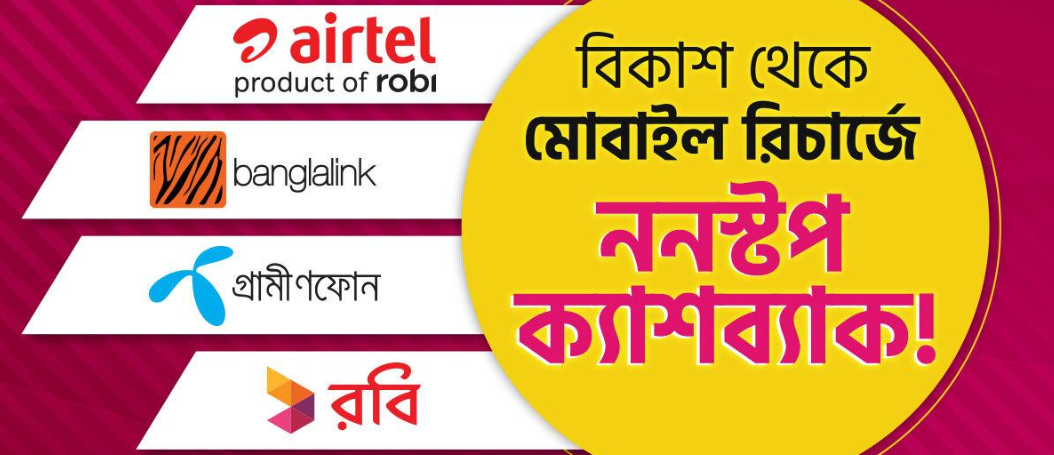 airtel
product of robi
banglalink
গ্রামীণফোন
রবি
বিকাশ থেকে
মোবাইল রিচার্জে
ননস্টপ
ক্যাশব্যাক!